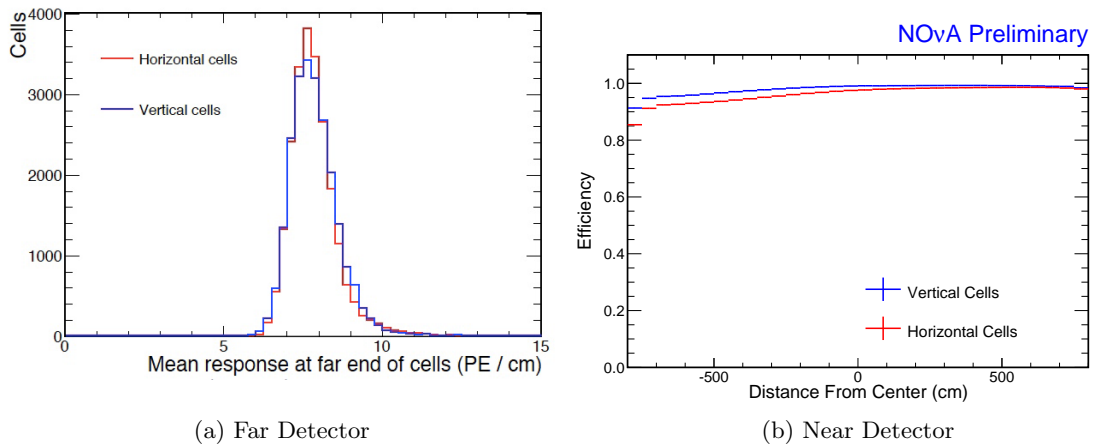 Cells
4000
3000
2000
1000
0
Horizontal cells
Vertical cells
0
5
10
15
Mean response at far end of cells (PE / cm)
(a) Far Detector
NOνA Preliminary
Efficiency
1.0
0.8
0.6
0.4
0.2
0.0
Vertical Cells
Horizontal Cells
-500
0
500
Distance From Center (cm)
(b) Near Detector